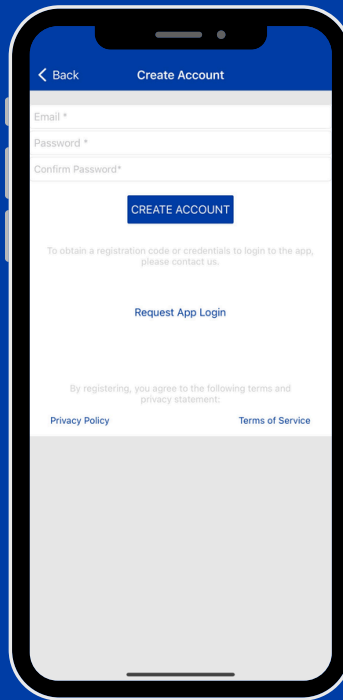 Back
Create Account
Email *
Password *
Confirm Password*
CREATE ACCOUNT
To obtain a registration code or credentials to login to the app,
please contact us.
Request App Login
By registering, you agree to the following terms and
privacy statement:
Privacy Policy
Terms of Service